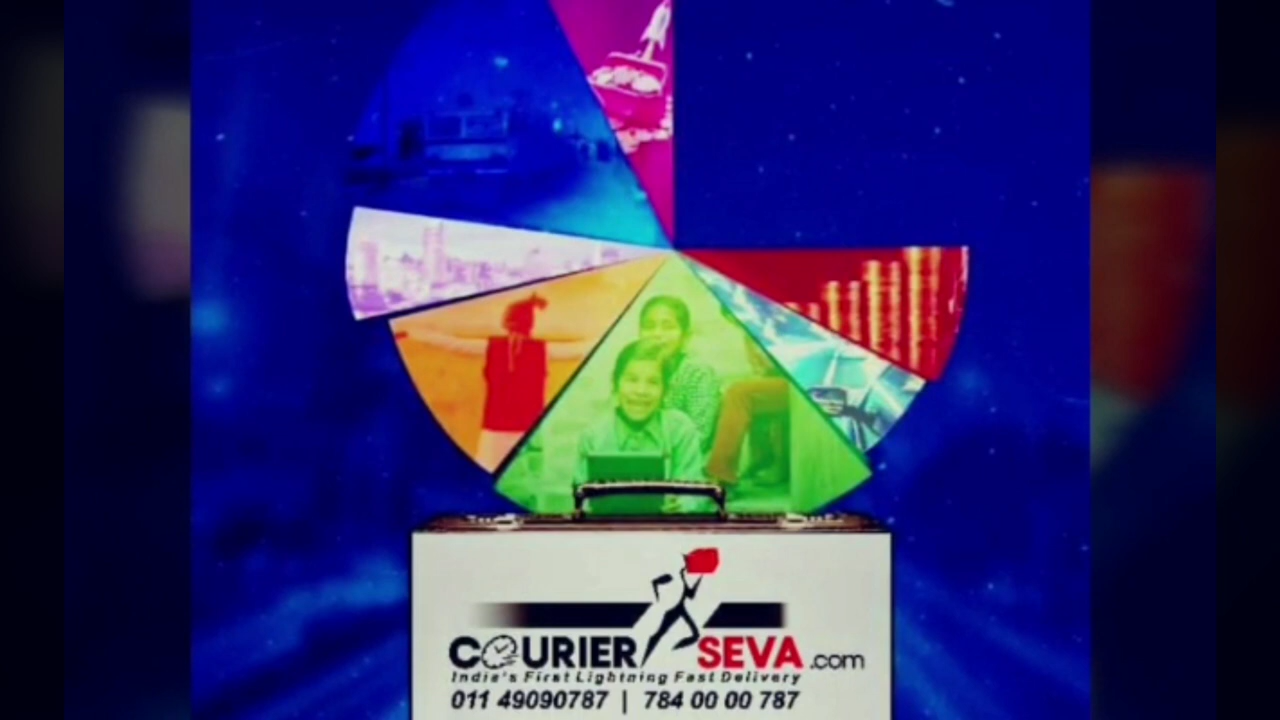 COURIER SEVA.com
India's First Lightning Fast Delivery
011 49090787 | 784 00 00 787